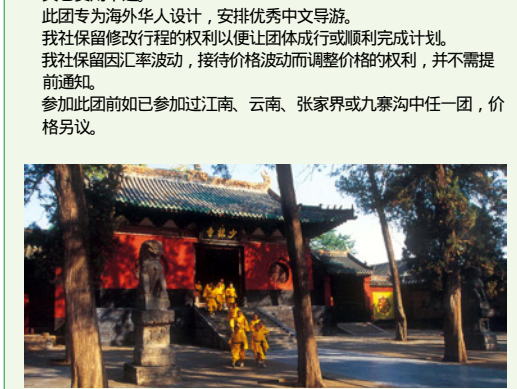 此团专为海外华人设计，安排优秀中文导游。
我社保留修改行程的权利以便让团体成行或顺利完成计划。
我社保留因汇率波动，接待价格波动而调整价格的权利，并不需提
前通知。
参加此团前如已参加过江南、云南、张家界或九寨沟中任一团，价
格另议。
少林寺